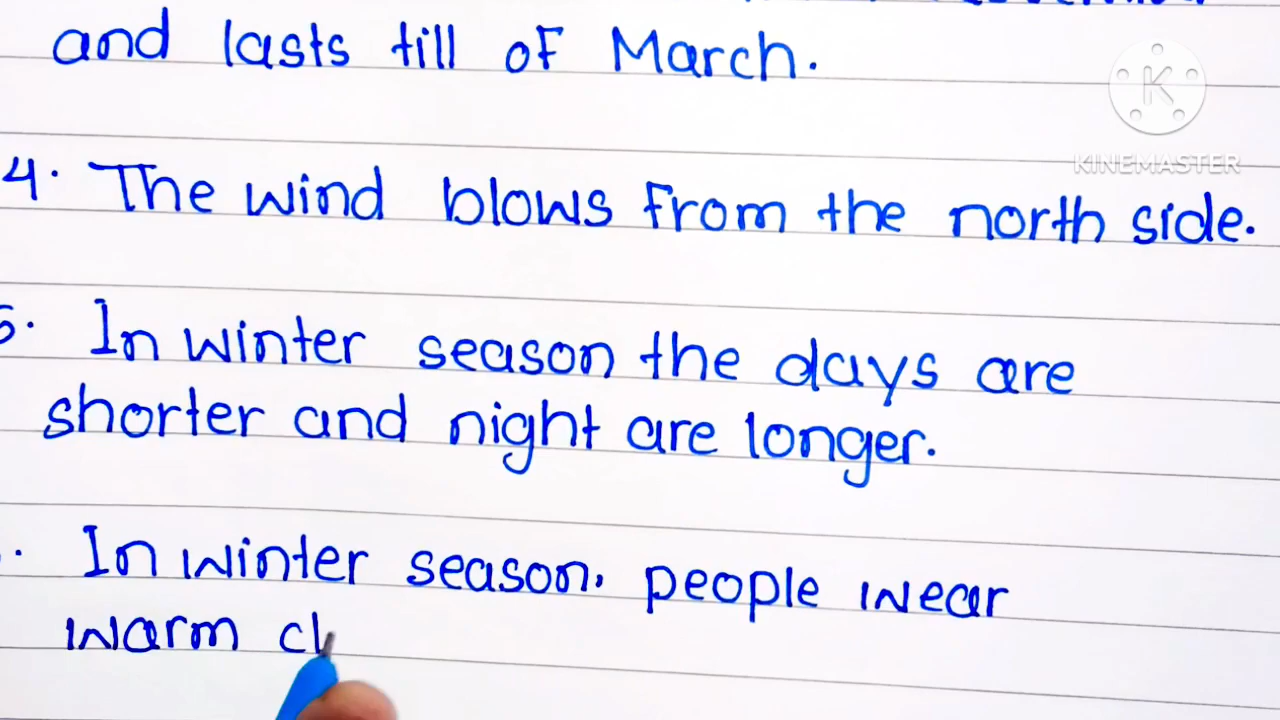 and lasts till of March.
K
KINEMASTER
4. The wind blows from the north side.
5. In winter season the days are
shorter and night are longer.
. In winter season, people wear
warm cl